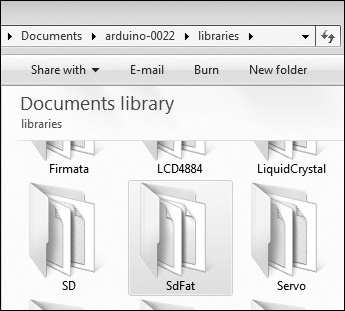 Documents ▸ arduino-0022 ▸ libraries ▸
Share with ▾ E-mail Burn New folder
Documents library
libraries
Firmata LCD4884 LiquidCrystal
SD SdFat Servo